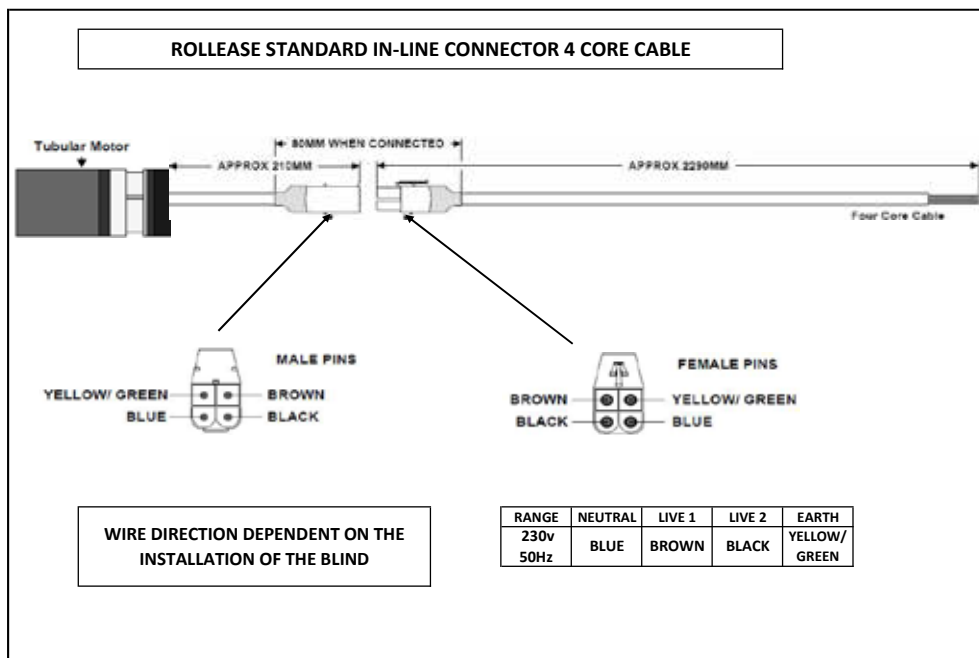 ROLLEASE STANDARD IN-LINE CONNECTOR 4 CORE CABLE
Tubular Motor
80MM WHEN CONNECTED
APPROX 210MM
APPROX 2290MM
Four Core Cable
MALE PINS
YELLOW/ GREEN
BROWN
BLUE
BLACK
FEMALE PINS
BROWN
YELLOW/ GREEN
BLACK
BLUE
WIRE DIRECTION DEPENDENT ON THE
INSTALLATION OF THE BLIND
RANGE NEUTRAL LIVE 1 LIVE 2 EARTH
230v
50Hz
BLUE BROWN BLACK
YELLOW/
GREEN